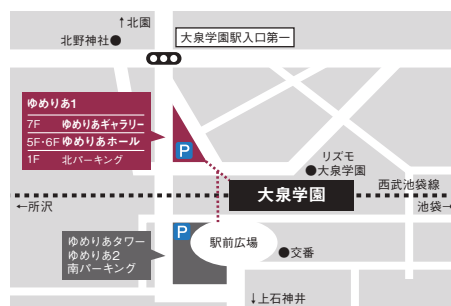 ↑北園
北野神社●
大泉学園駅入口第一
ゆめりあ1
7F ゆめりあギャラリー
5F・6F ゆめりあホール
1F 北パーキング
P
リズモ
●大泉学園
大泉学園
西武池袋線
←所沢
池袋→
P
ゆめりあタワー
ゆめりあ2
南パーキング
駅前広場
●交番
↓上石神井